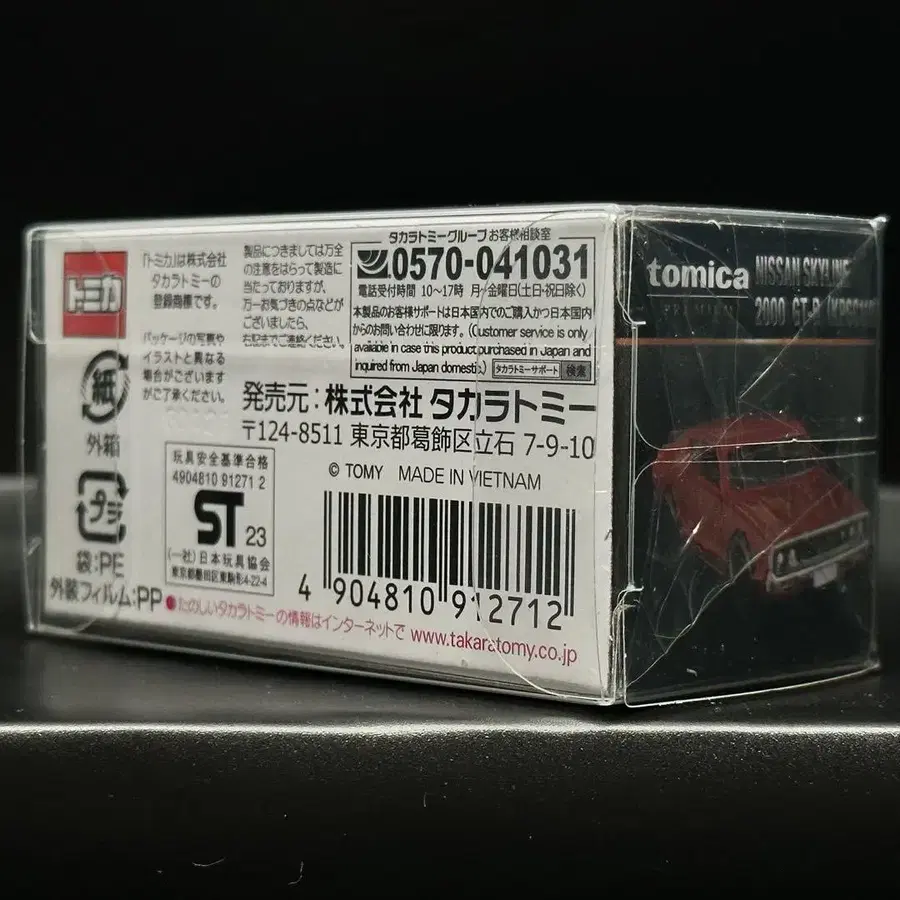 トミカ
「トミカ」は株式会社
タカラトミーの
登録商標です。
パッケージの写真や
イラストと異なる
場合がございます
がご了承ください。
製品につきましては万全
の注意をはらって製造に
当たっておりますが、
万一お気づきの点などが
ございましたら、
右記までご連絡ください。
タカラトミーグループ お客様相談室
0570-041031
電話受付時間 10〜17時 月〜金曜日(土・日・祝日除く)
本製品のお客様サポートは日本国内でのご購入かつ日本国内
からのお問い合わせに限ります。(Customer service is only
available in case this product purchased in Japan and
inquired from Japan domestic.) タカラトミーサポート 検索
発売元:株式会社 タカラトミー
〒124-8511 東京都葛飾区立石 7-9-10
© TOMY MADE IN VIETNAM
紙
外箱
プラ
袋:PE
外装フィルム:PP
玩具安全基準合格
4904810 91271 2
ST 23
(一社)日本玩具協会
東京都墨田区東駒形4-22-4
4 904810 912712
●たのしいタカラトミーの情報はインターネットで www.takaratomy.co.jp
tomica
NISSAN SKYLINE
2000 GT-R